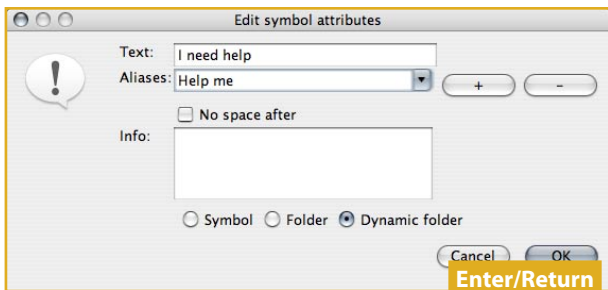 Edit symbol attributes
Text: I need help
Aliases: Help me + -
No space after
Info:
Symbol Folder Dynamic folder
Cancel OK
Enter/Return